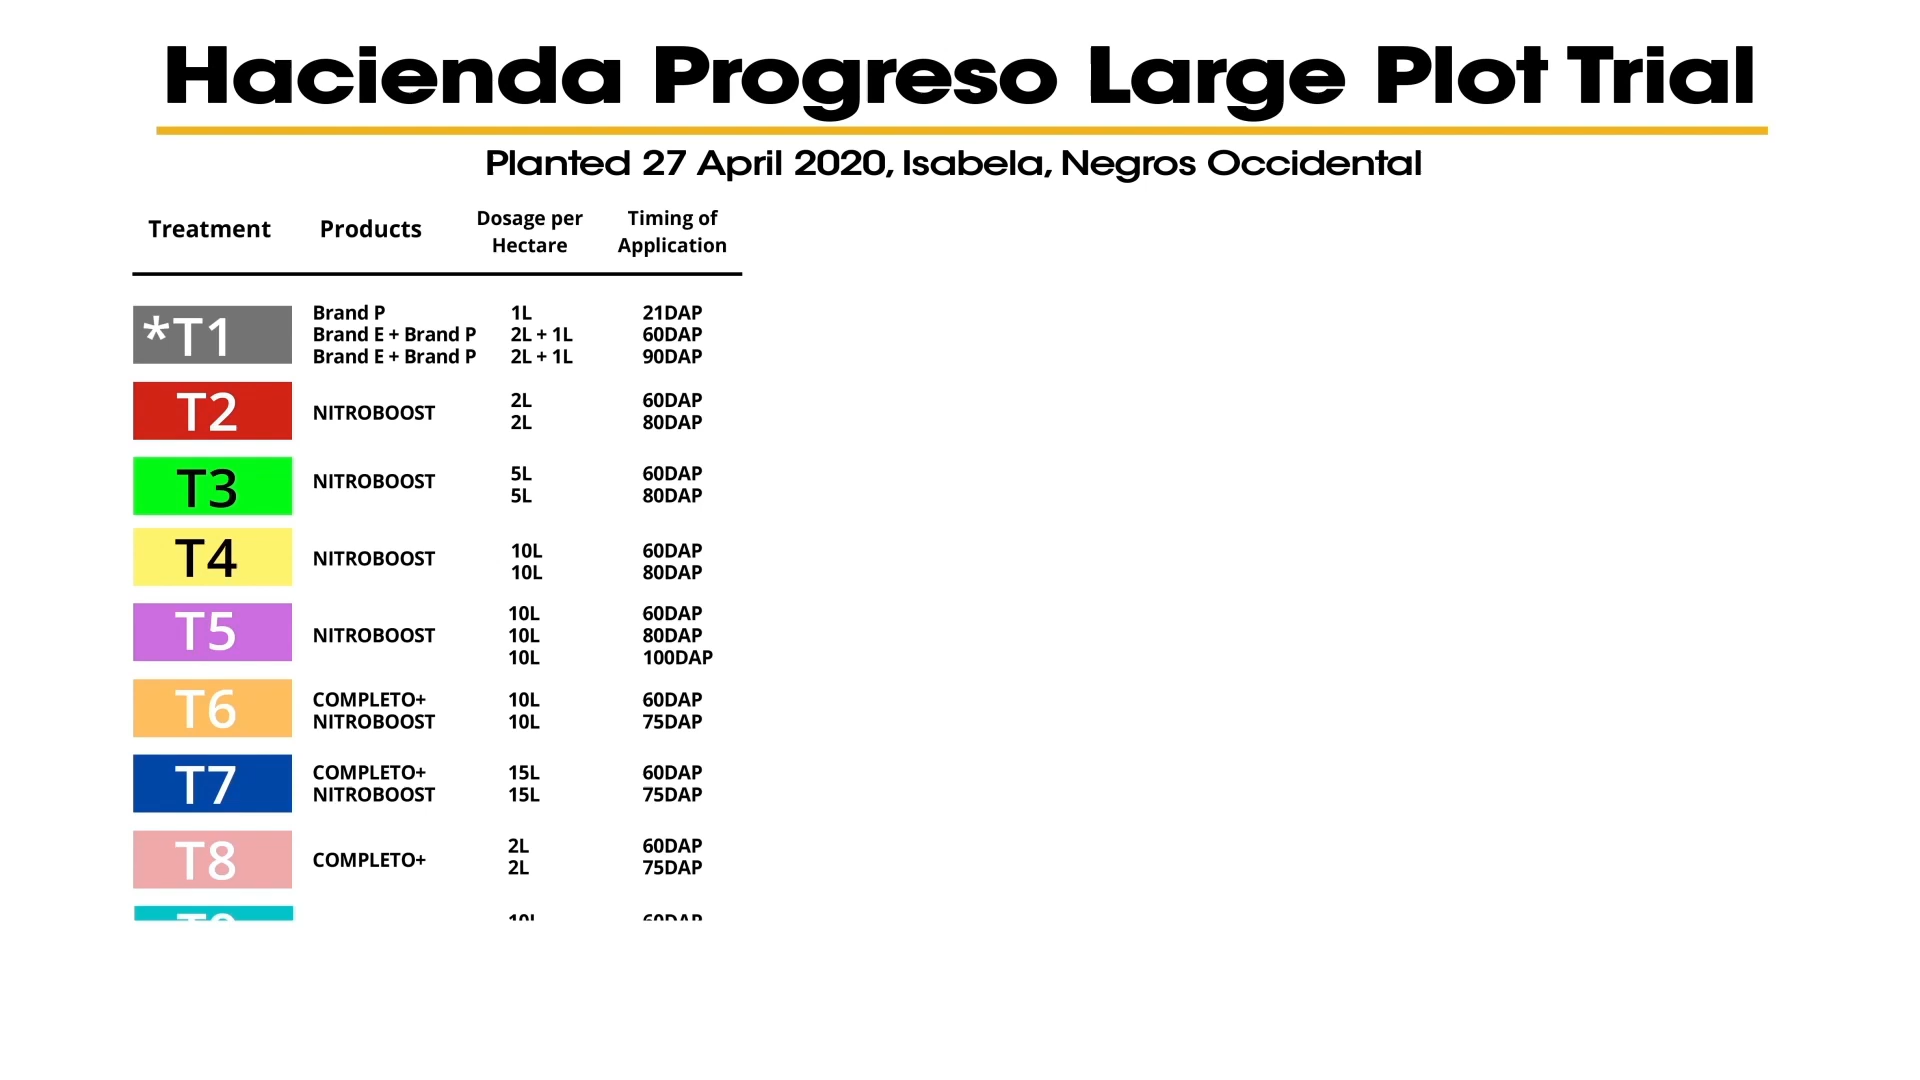 Hacienda Progreso Large Plot Trial
Planted 27 April 2020, Isabela, Negros Occidental
Treatment Products Dosage per Hectare Timing of Application
*T1
Brand P 1L 21DAP
Brand E + Brand P 2L + 1L 60DAP
Brand E + Brand P 2L + 1L 90DAP
T2 NITROBOOST
2L 60DAP
2L 80DAP
T3 NITROBOOST
5L 60DAP
5L 80DAP
T4 NITROBOOST
10L 60DAP
10L 80DAP
T5 NITROBOOST
10L 60DAP
10L 80DAP
10L 100DAP
T6
COMPLETO+ 10L 60DAP
NITROBOOST 10L 75DAP
T7
COMPLETO+ 15L 60DAP
NITROBOOST 15L 75DAP
T8 COMPLETO+
2L 60DAP
2L 75DAP